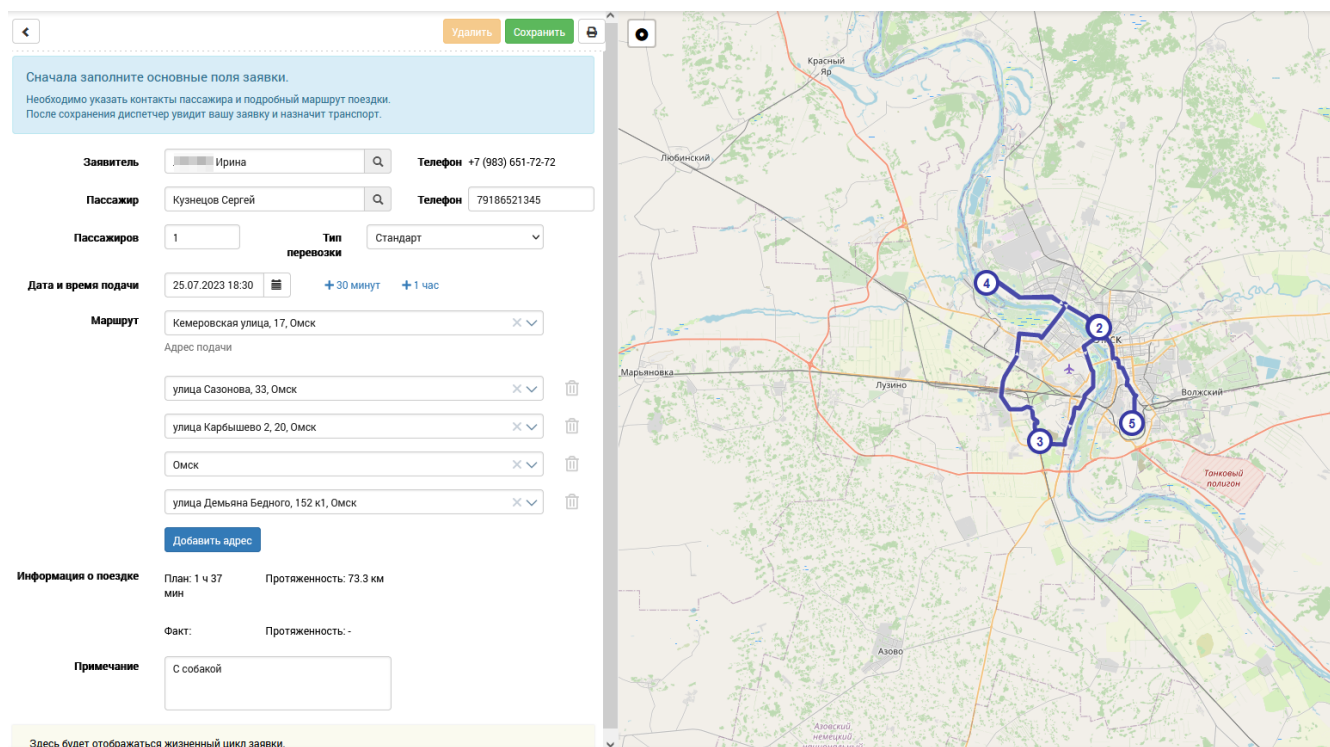 Удалить Сохранить
Сначала заполните основные поля заявки.
Необходимо указать контакты пассажира и подробный маршрут поездки.
После сохранения диспетчер увидит вашу заявку и назначит транспорт.
Заявитель Ирина Телефон +7 (983) 651-72-72
Пассажир Кузнецов Сергей Телефон 79186521345
Пассажиров 1 Тип перевозки Стандарт
Дата и время подачи 25.07.2023 18:30 +30 минут +1 час
Маршрут Кемеровская улица, 17, Омск
Адрес подачи
улица Сазонова, 33, Омск
улица Карбышево 2, 20, Омск
Омск
улица Демьяна Бедного, 152 к1, Омск
Добавить адрес
Информация о поездке План: 1 ч 37 мин Протяженность: 73.3 км
Факт: Протяженность: -
Примечание С собакой
Здесь будет отображаться жизненный цикл заявки.
Красный
Яр
Любинский
4
2
Марьяновка
Лузино
Волжский
5
3
Танковый
полигон
Азово
Азовский
немецкий